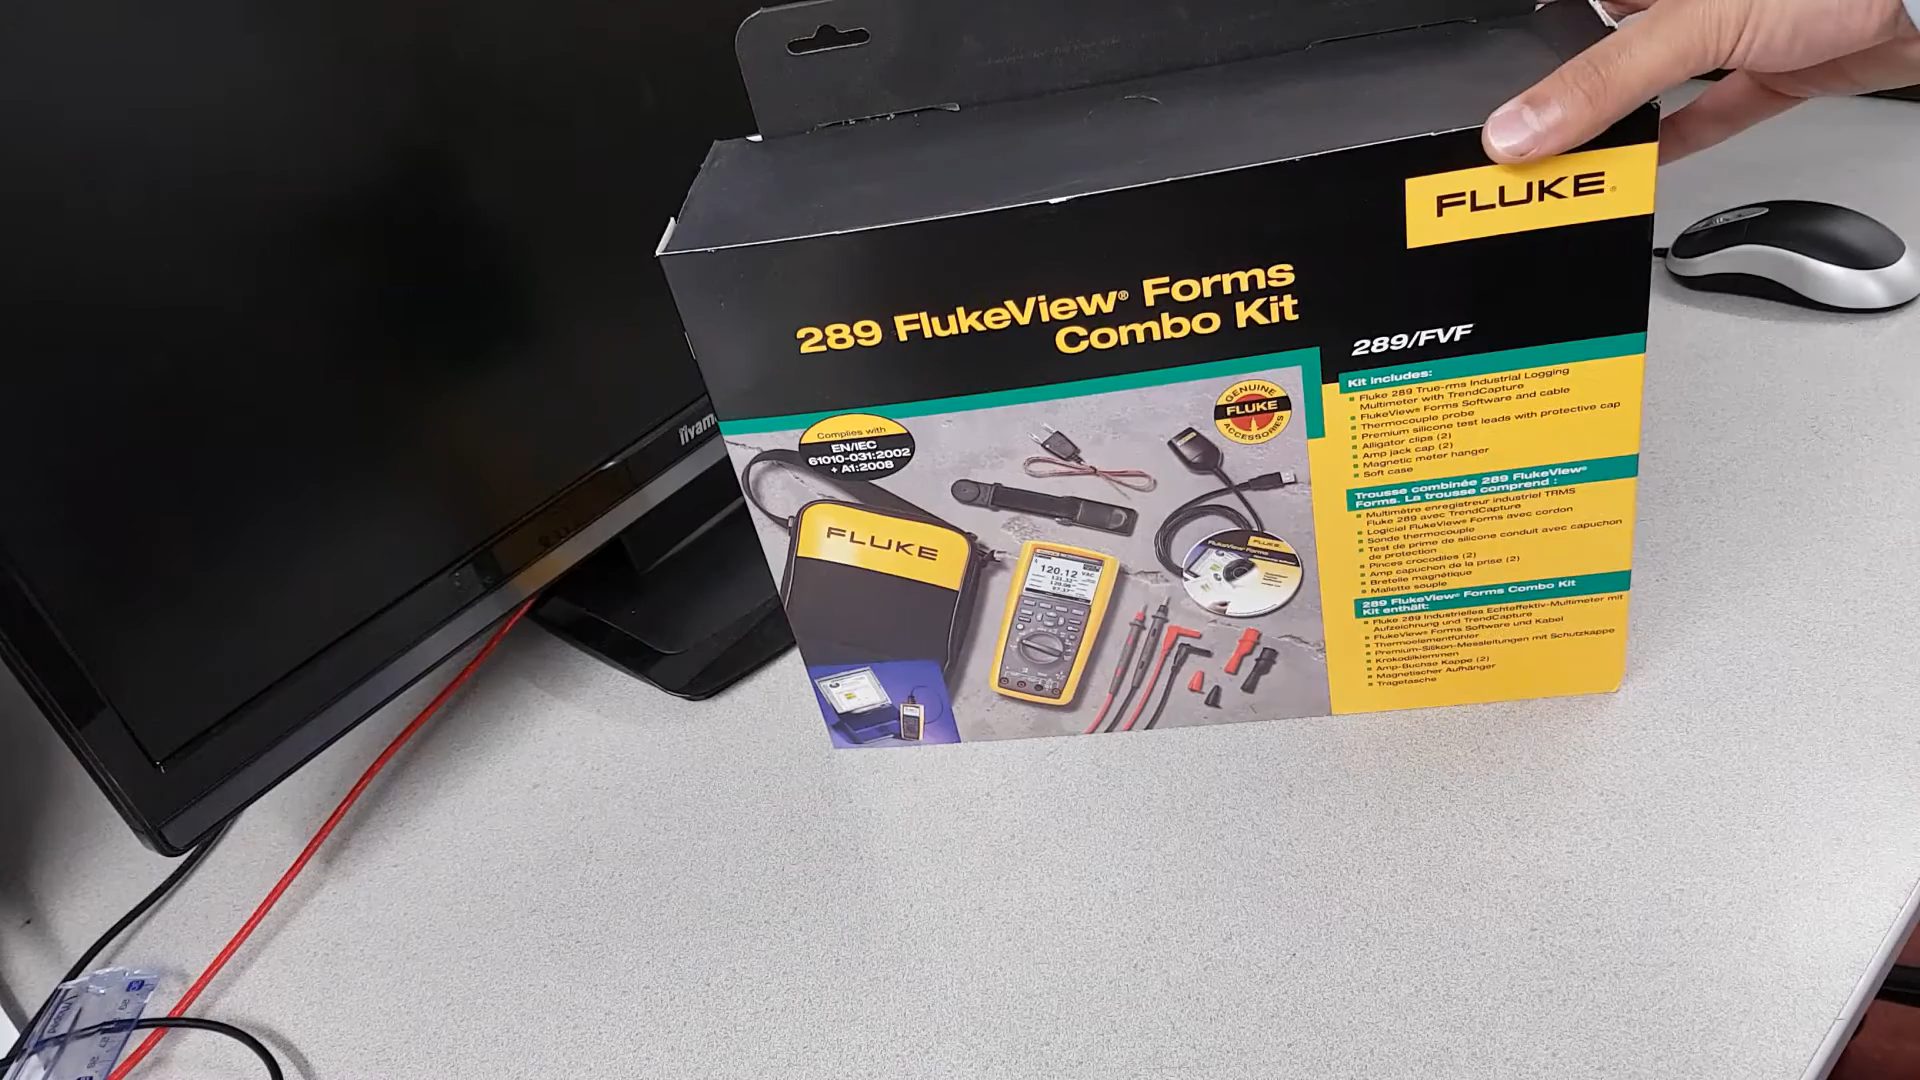 FLUKE®
289 FlukeView® Forms
Combo Kit
289/FVF
Kit includes:
Fluke 289 True-rms Industrial Logging
Multimeter with TrendCapture
FlukeView® Forms Software and cable
Thermocouple probe
Premium silicone test leads with protective cap
Alligator clips (2)
Amp jack cap (2)
Magnetic meter hanger
Soft case
Trousse combinée 289 FlukeView®
Forms. La trousse comprend :
Multimètre enregistreur industriel TRMS
Fluke 289 avec TrendCapture
Logiciel FlukeView® Forms avec cordon
Sonde thermocouple
Test de prime de silicone conduit avec capuchon
de protection
Pinces crocodiles (2)
Amp capuchon de la prise (2)
Bretelle magnétique
Mallette souple
289 FlukeView® Forms Combo Kit
Kit enthält:
Fluke 289 Industrielles Echteffektiv-Multimeter mit
Aufzeichnung und TrendCapture
FlukeView® Forms Software und Kabel
Thermoelementfühler
Premium-Silikon-Messleitungen mit Schutzkappe
Krokodilklemmen
Amp-Buchse Kappe (2)
Magnetischer Aufhänger
Tragetasche
Complies with
EN/IEC
61010-031:2002
+ A1:2008
GENUINE
FLUKE
ACCESSORIES
FLUKE
120.12 VAC
FLUKE
FlukeView Forms
iiyama